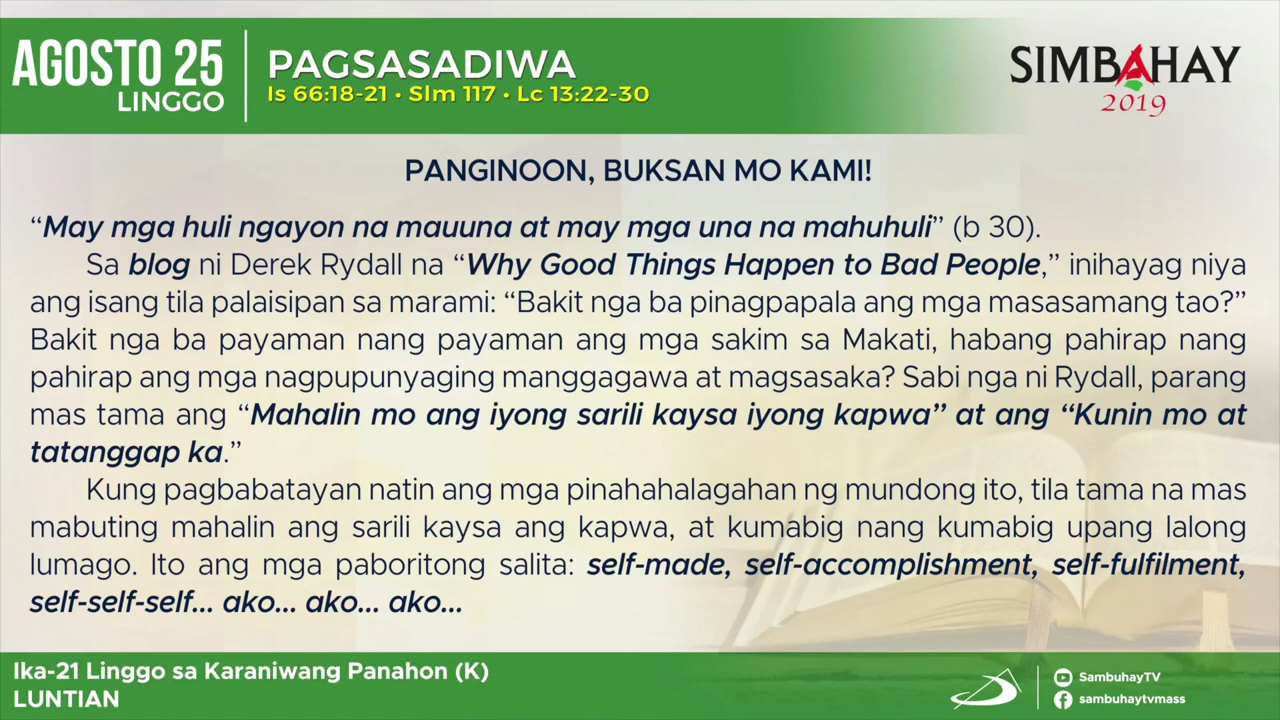 AGOSTO 25
LINGGO
PAGSASADIWA
Is 66:18-21 • Slm 117 • Lc 13:22-30
SIMBAHAY
2019
PANGINOON, BUKSAN MO KAMI!
“May mga huli ngayon na mauuna at may mga una na mahuhuli” (b 30).
Sa blog ni Derek Rydall na “Why Good Things Happen to Bad People,” inihayag niya
ang isang tila palaisipan sa marami: “Bakit nga ba pinagpapala ang mga masasamang tao?”
Bakit nga ba payaman nang payaman ang mga sakim sa Makati, habang pahirap nang
pahirap ang mga nagpupunyaging manggagawa at magsasaka? Sabi nga ni Rydall, parang
mas tama ang “Mahalin mo ang iyong sarili kaysa iyong kapwa” at ang “Kunin mo at
tatanggap ka.”
Kung pagbabatayan natin ang mga pinahahalagahan ng mundong ito, tila tama na mas
mabuting mahalin ang sarili kaysa ang kapwa, at kumabig nang kumabig upang lalong
lumago. Ito ang mga paboritong salita: self-made, self-accomplishment, self-fulfilment,
self-self-self... ako... ako... ako...
Ika-21 Linggo sa Karaniwang Panahon (K)
LUNTIAN
SambuhayTV
sambuhaytvmass